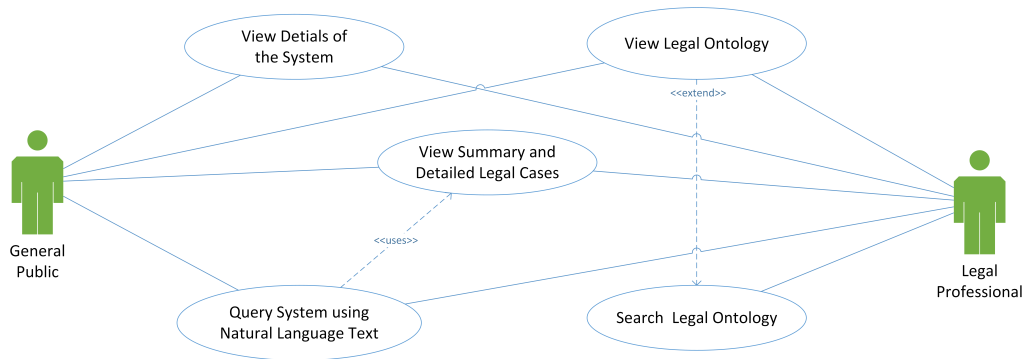 View Detials of
the System
View Legal Ontology
<<extend>>
View Summary and
Detailed Legal Cases
General
Public
<<uses>>
Legal
Professional
Query System using
Natural Language Text
Search  Legal Ontology